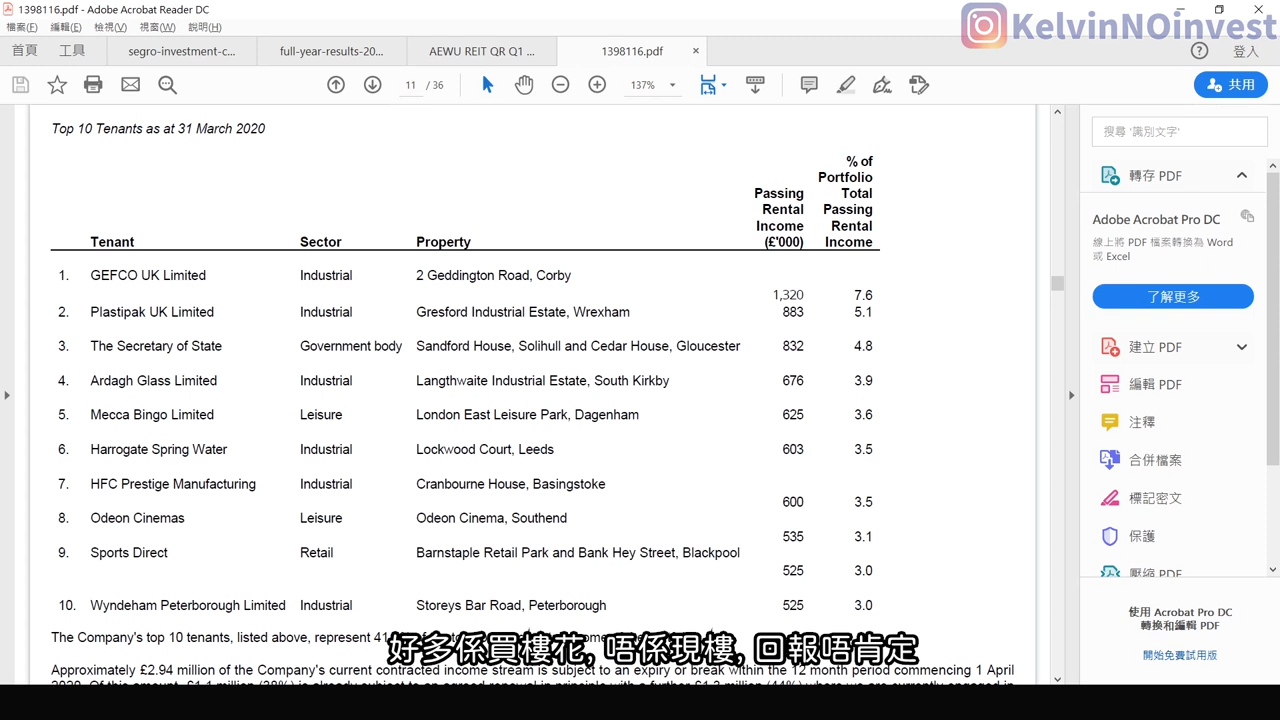 1398116.pdf - Adobe Acrobat Reader DC
檔案(F) 編輯(E) 檢視(V) 視窗(W) 說明(H)
KelvinNOinvest
首頁 工具 segro-investment-c... full-year-results-20... AEWU REIT QR Q1 ... 1398116.pdf × 登入
11 / 36 137% 共用
Top 10 Tenants as at 31 March 2020
Tenant Sector Property Passing Rental Income (£'000) % of Portfolio Total Passing Rental Income
1. GEFCO UK Limited Industrial 2 Geddington Road, Corby 1,320 7.6
2. Plastipak UK Limited Industrial Gresford Industrial Estate, Wrexham 883 5.1
3. The Secretary of State Government body Sandford House, Solihull and Cedar House, Gloucester 832 4.8
4. Ardagh Glass Limited Industrial Langthwaite Industrial Estate, South Kirkby 676 3.9
5. Mecca Bingo Limited Leisure London East Leisure Park, Dagenham 625 3.6
6. Harrogate Spring Water Industrial Lockwood Court, Leeds 603 3.5
7. HFC Prestige Manufacturing Industrial Cranbourne House, Basingstoke 600 3.5
8. Odeon Cinemas Leisure Odeon Cinema, Southend 535 3.1
9. Sports Direct Retail Barnstaple Retail Park and Bank Hey Street, Blackpool 525 3.0
10. Wyndeham Peterborough Limited Industrial Storeys Bar Road, Peterborough 525 3.0
The Company's top 10 tenants, listed above, represent 41
好多係買樓花, 唔係現樓, 回報唔肯定
Approximately £2.94 million of the Company's current contracted income stream is subject to an expiry or break within the 12 month period commencing 1 April
搜尋 '識別文字'
轉存 PDF
Adobe Acrobat Pro DC
線上將 PDF 檔案轉換為 Word
或 Excel
了解更多
建立 PDF
編輯 PDF
注釋
合併檔案
標記密文
保護
壓縮 PDF
使用 Acrobat Pro DC
轉換和編輯 PDF
開始免費試用版